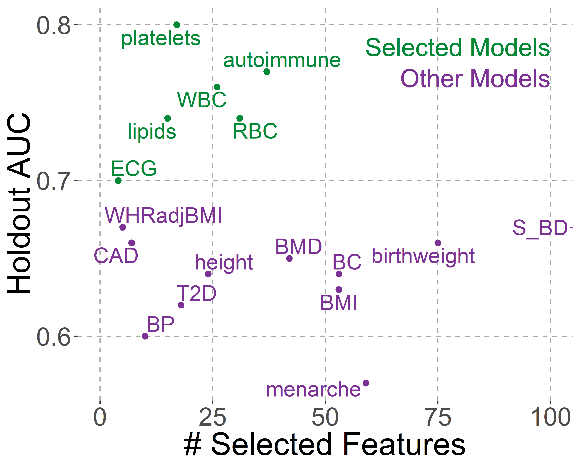 0.8
platelets
Selected Models
autoimmune
Other Models
WBC
lipids
RBC
Holdout AUC
0.7
ECG
WHRadjBMI
S_BD
CAD
height
BMD
BC
birthweight
T2D
BMI
BP
0.6
menarche
0
25
50
75
100
# Selected Features